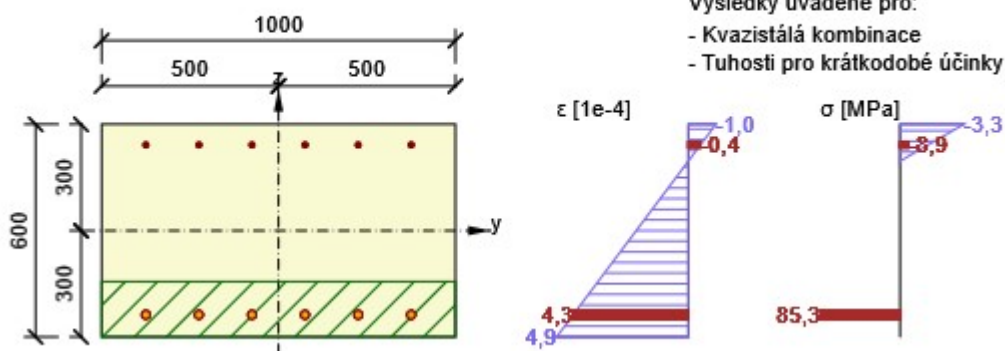 Výsledky uváděné pro:
- Kvazistálá kombinace
- Tuhosti pro krátkodobé účinky
1000
500
500
z
600
300
300
y
ε [1e-4]
-1,0
-0,4
4,3
4,9
σ [MPa]
-3,3
-8,9
85,3